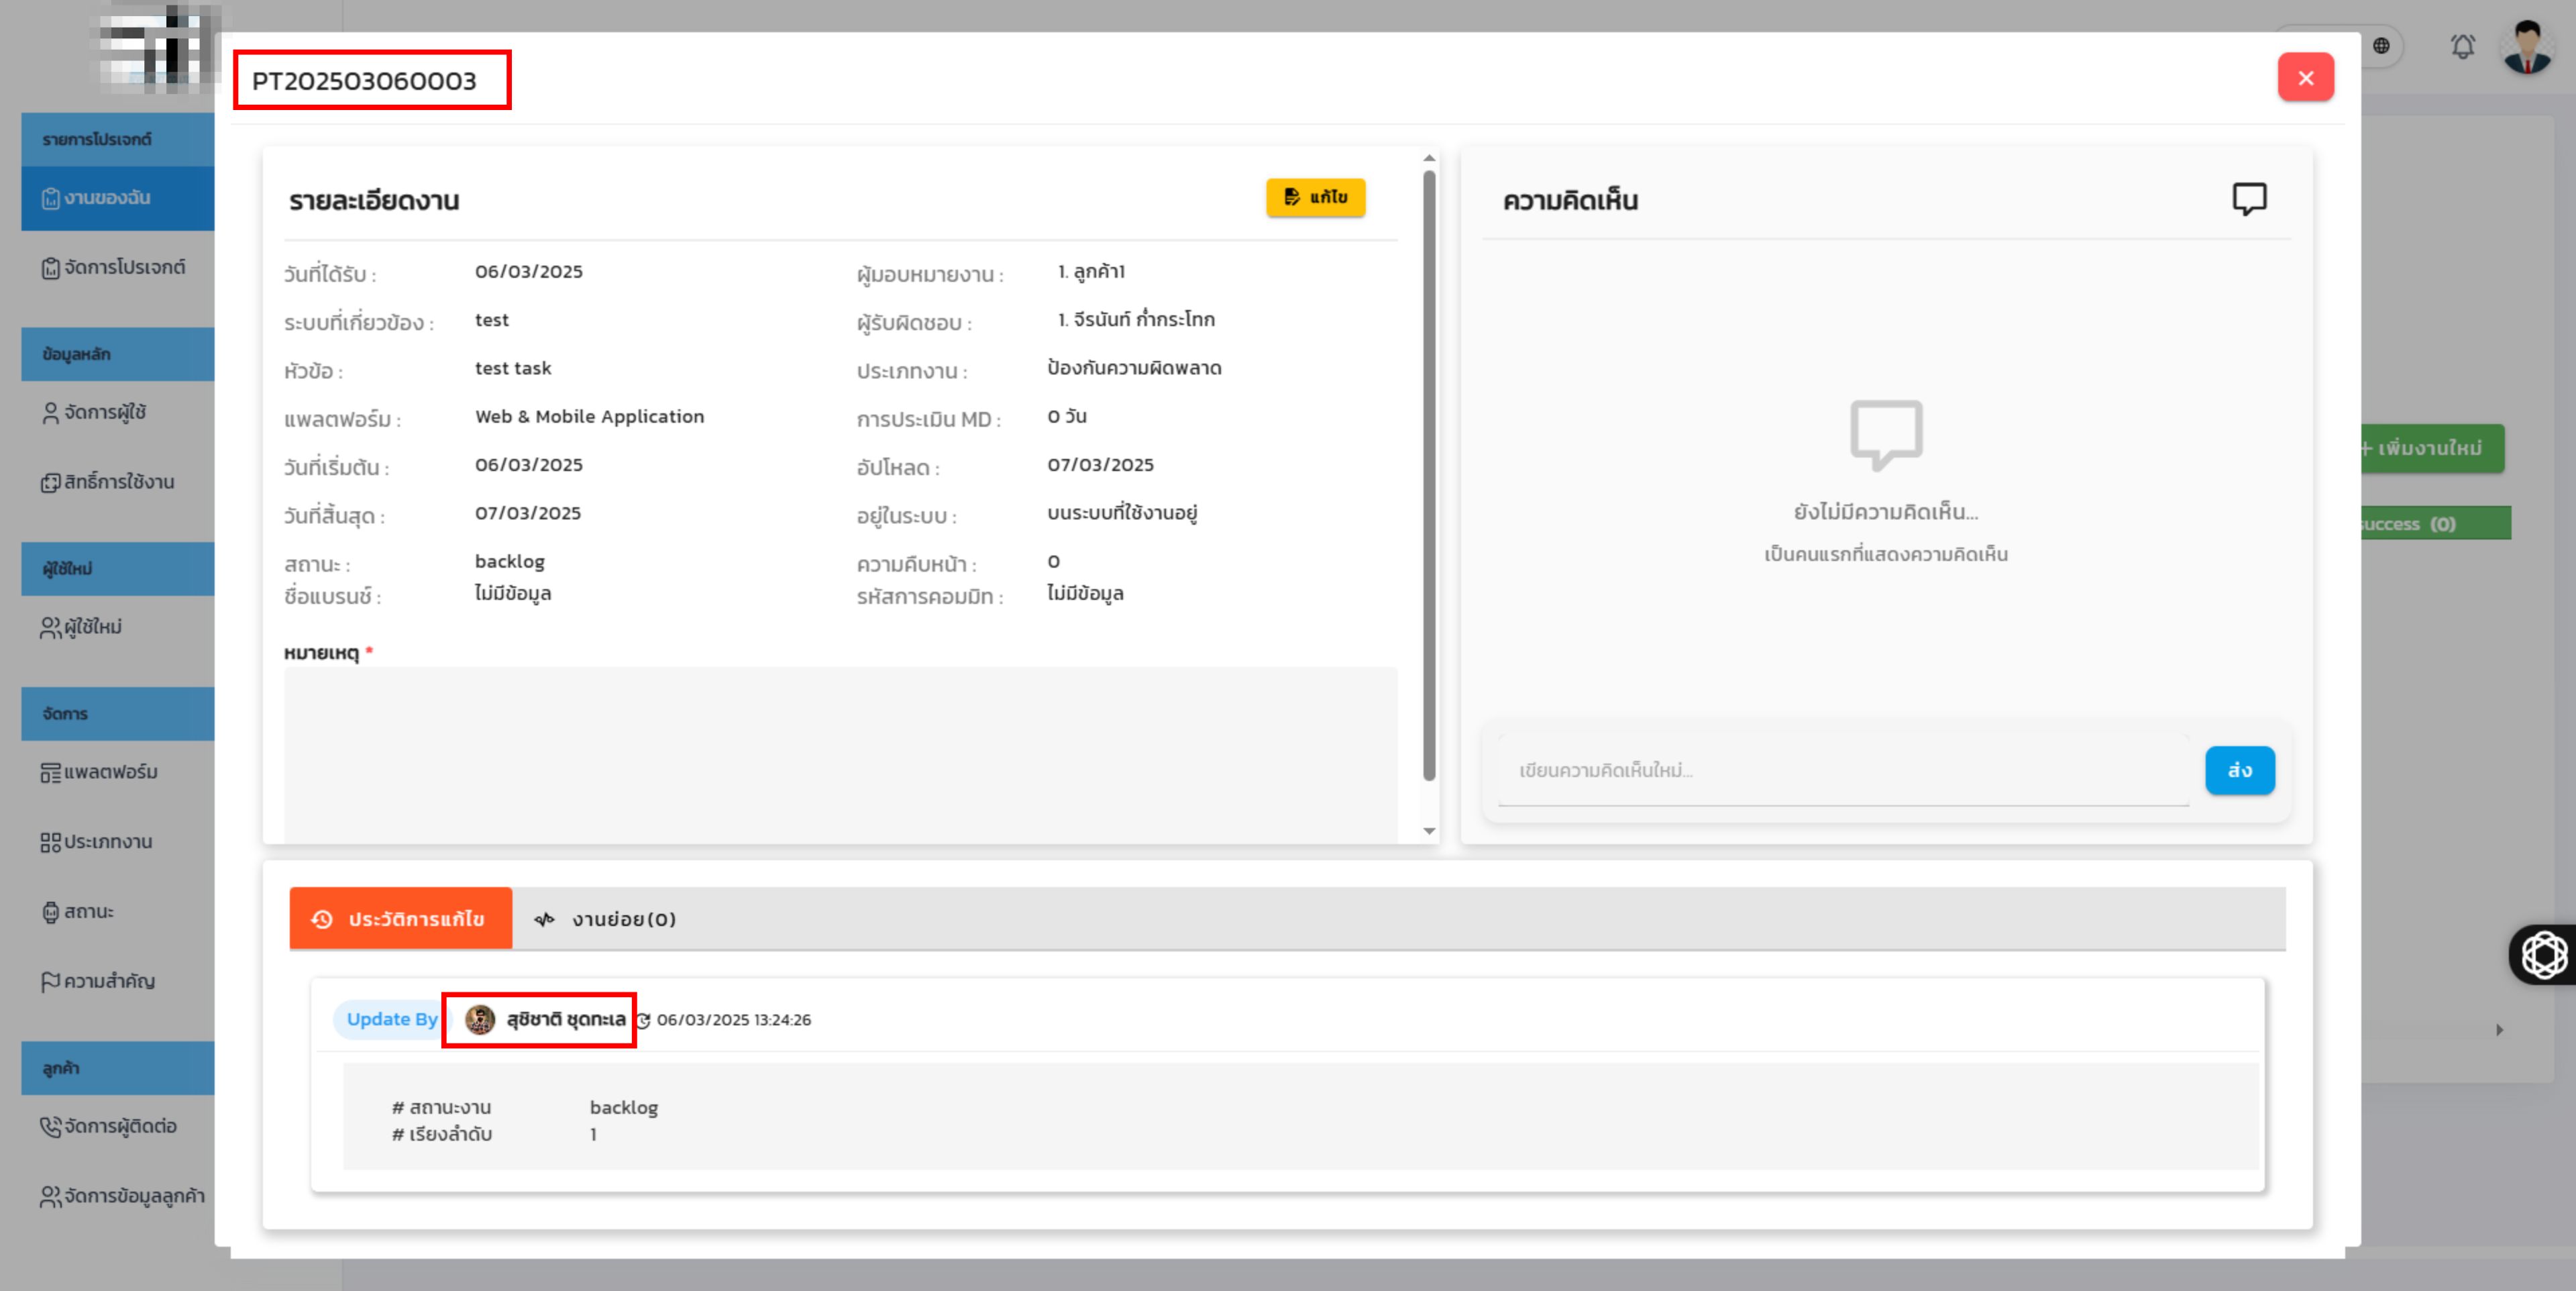 PT202503060003
รายการโปรเจกต์
งานของฉัน
จัดการโปรเจกต์
ข้อมูลหลัก
จัดการผู้ใช้
สิทธิ์การใช้งาน
ผู้ใช้ใหม่
ผู้ใช้ใหม่
จัดการ
แพลตฟอร์ม
ประเภทงาน
สถานะ
ความสำคัญ
ลูกค้า
จัดการผู้ติดต่อ
จัดการข้อมูลลูกค้า
รายละเอียดงาน
แก้ไข
วันที่ได้รับ : 06/03/2025 ผู้มอบหมายงาน : 1. ลูกค้า1
ระบบที่เกี่ยวข้อง : test ผู้รับผิดชอบ : 1. จีรนันท์ ก่ำกระโทก
หัวข้อ : test task ประเภทงาน : ป้องกันความผิดพลาด
แพลตฟอร์ม : Web & Mobile Application การประเมิน MD : 0 วัน
วันที่เริ่มต้น : 06/03/2025 อัปโหลด : 07/03/2025
วันที่สิ้นสุด : 07/03/2025 อยู่ในระบบ : บนระบบที่ใช้งานอยู่
สถานะ : backlog ความคืบหน้า : 0
ชื่อแบรนช์ : ไม่มีข้อมูล รหัสการคอมมิท : ไม่มีข้อมูล
หมายเหตุ *
ความคิดเห็น
ยังไม่มีความคิดเห็น...
เป็นคนแรกที่แสดงความคิดเห็น
เขียนความคิดเห็นใหม่...
ส่ง
+ เพิ่มงานใหม่
success (0)
ประวัติการแก้ไข งานย่อย(0)
Update By สุชิชาติ ชุดทะเล 06/03/2025 13:24:26
# สถานะงาน backlog
# เรียงลำดับ 1